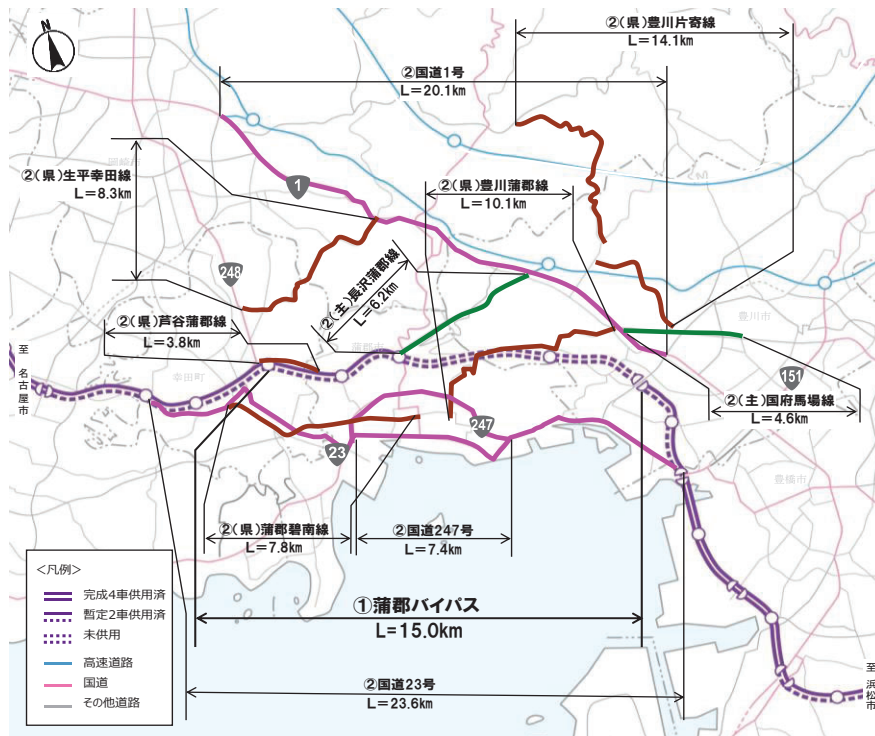 N
②(県)豊川片寄線
L=14.1km
②国道1号
L=20.1km
岡崎市
②(県)生平幸田線
L=8.3km
1
②(県)豊川蒲郡線
L=10.1km
248
②(主)長沢蒲郡線
L=6.2km
②(県)芦谷蒲郡線
L=3.8km
豊川市
蒲郡市
至 名古屋市
幸田町
151
②(主)国府馬場線
L=4.6km
247
23
豊橋市
②(県)蒲郡碧南線
L=7.8km
②国道247号
L=7.4km
<凡例>
完成4車供用済
暫定2車供用済
未供用
高速道路
国道
その他道路
①蒲郡バイパス
L=15.0km
②国道23号
L=23.6km
至 浜松市